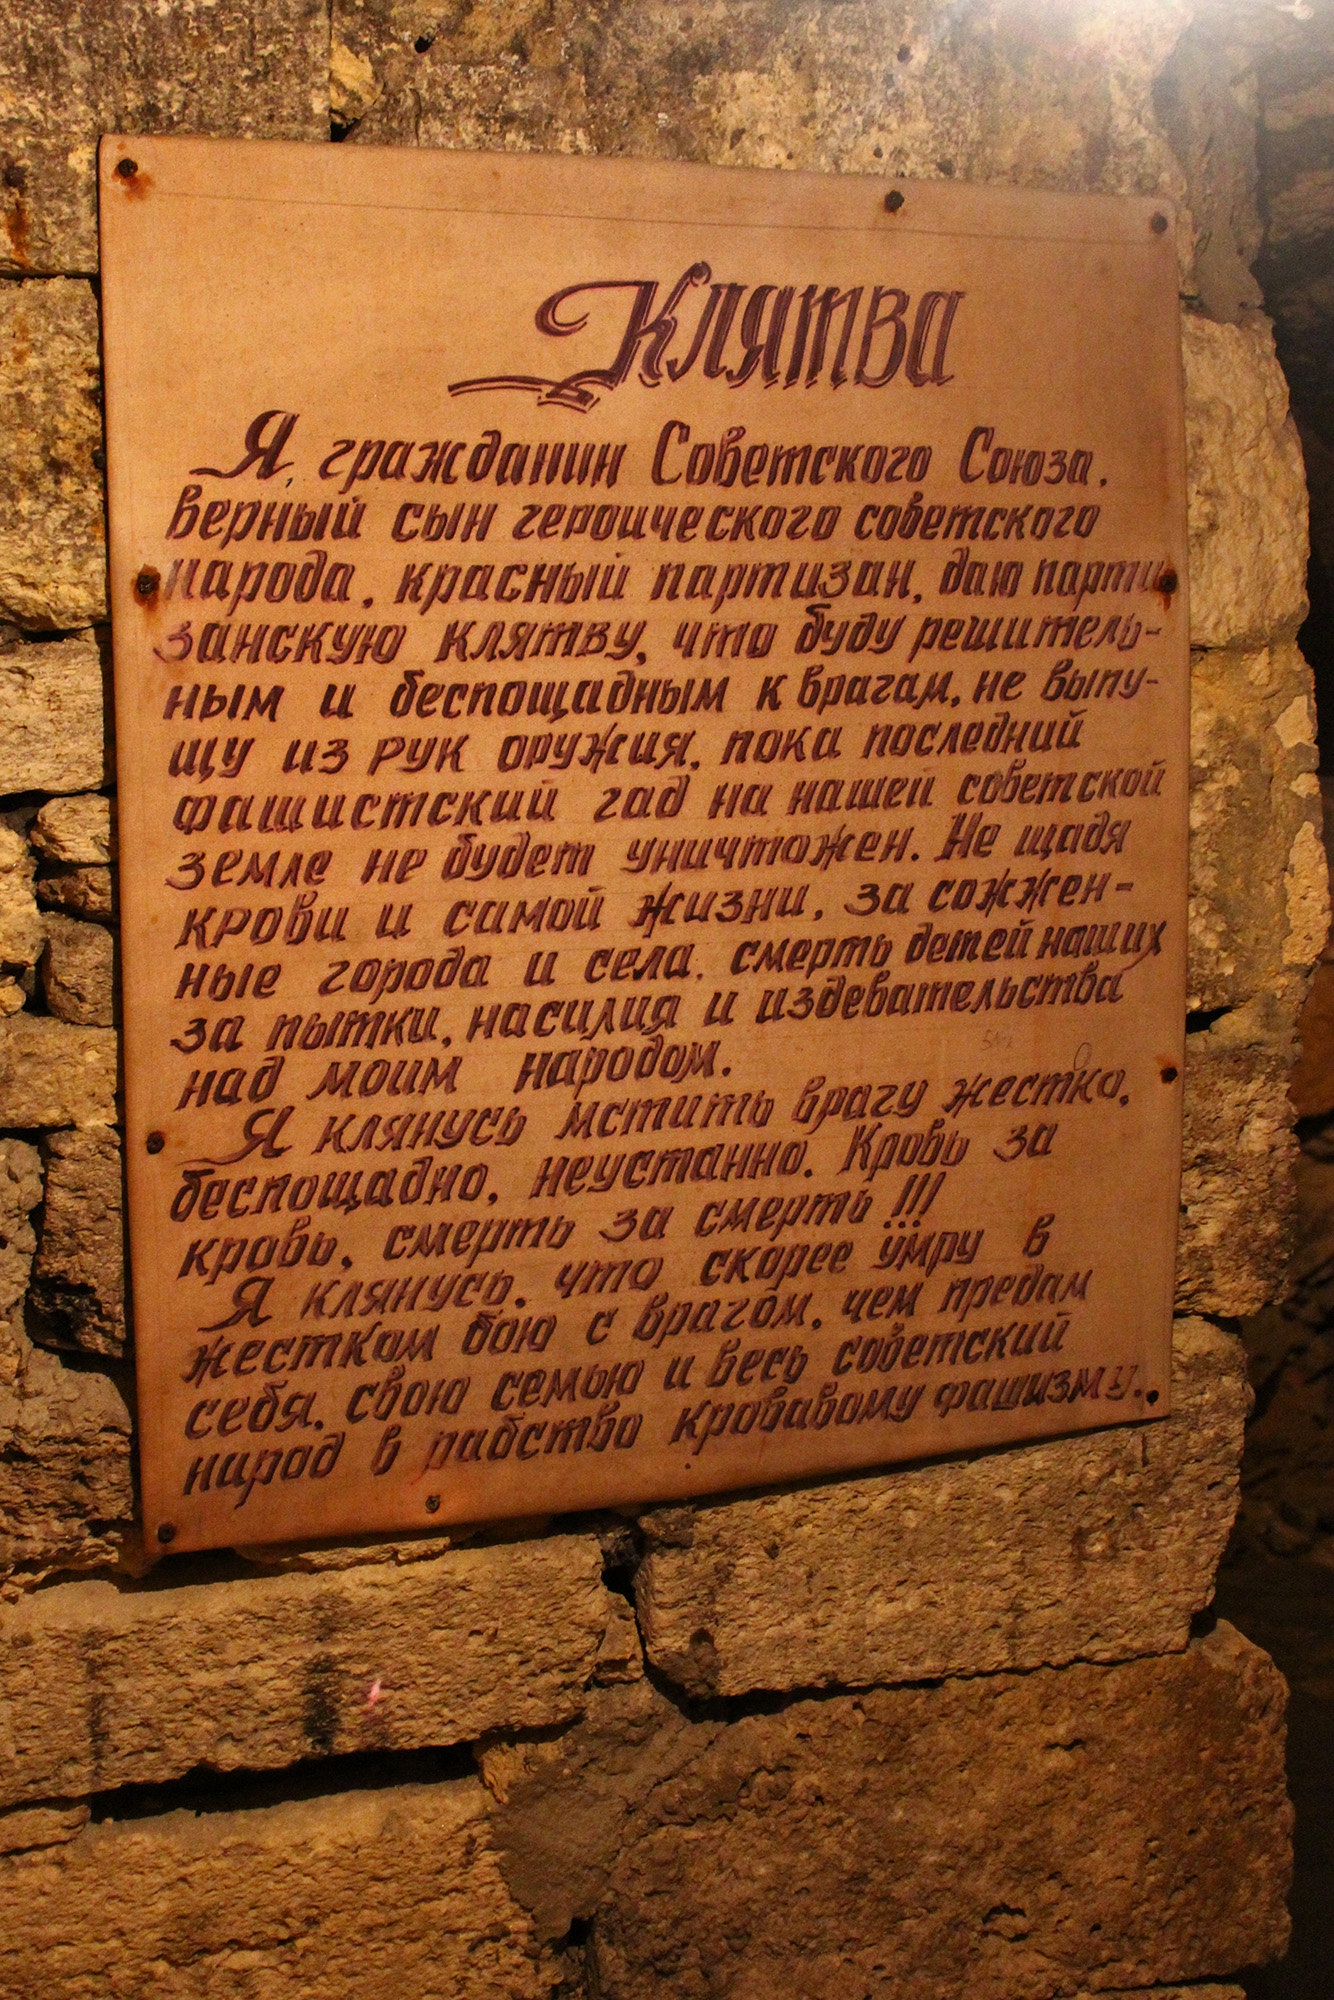 Клятва
Я, гражданин Советского Союза,
верный сын героического советского
народа, красный партизан, даю парти
занскую клятву, что буду решитель-
ным и беспощадным к врагам, не выпу-
щу из рук оружия, пока последний
фашистский гад на нашей советской
земле не будет уничтожен. Не щадя
крови и самой жизни, за сожжен-
ные города и села, смерть детей наших
за пытки, насилия и издевательства
над моим народом.
Я клянусь мстить врагу жестко,
беспощадно, неустанно. Кровь за
кровь, смерть за смерть!!!
Я клянусь, что скорее умру в
жестком бою с врагом, чем предам
себя, свою семью и весь советский
народ в рабство кровавому фашизму.